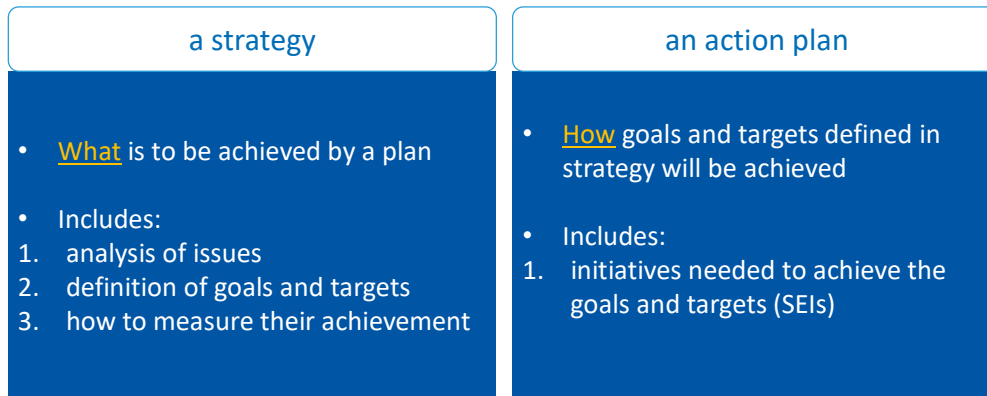 a strategy
• What is to be achieved by a plan
• Includes:
1. analysis of issues
2. definition of goals and targets
3. how to measure their achievement
an action plan
• How goals and targets defined in
strategy will be achieved
• Includes:
1. initiatives needed to achieve the
goals and targets (SEIs)